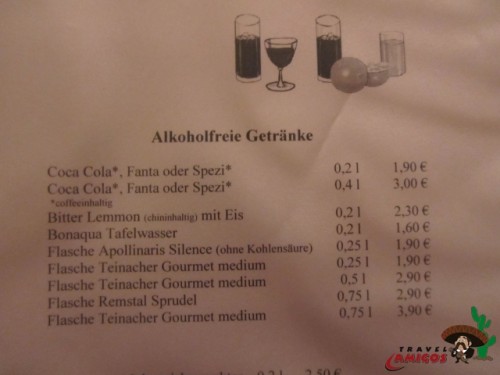 Alkoholfreie Getränke
Coca Cola*, Fanta oder Spezi* 0,2 l 1,90 €
Coca Cola*, Fanta oder Spezi* 0,4 l 3,00 €
*coffeeinhaltig
Bitter Lemmon (chininhaltig) mit Eis 0,2 l 2,30 €
Bonaqua Tafelwasser 0,2 l 1,60 €
Flasche Apollinaris Silence (ohne Kohlensäure) 0,25 l 1,90 €
Flasche Teinacher Gourmet medium 0,25 l 1,90 €
Flasche Teinacher Gourmet medium 0,5 l 2,90 €
Flasche Remstal Sprudel 0,75 l 2,90 €
Flasche Teinacher Gourmet medium 0,75 l 3,90 €
0,2 l 2,50 €
TRAVEL
AMIGOS